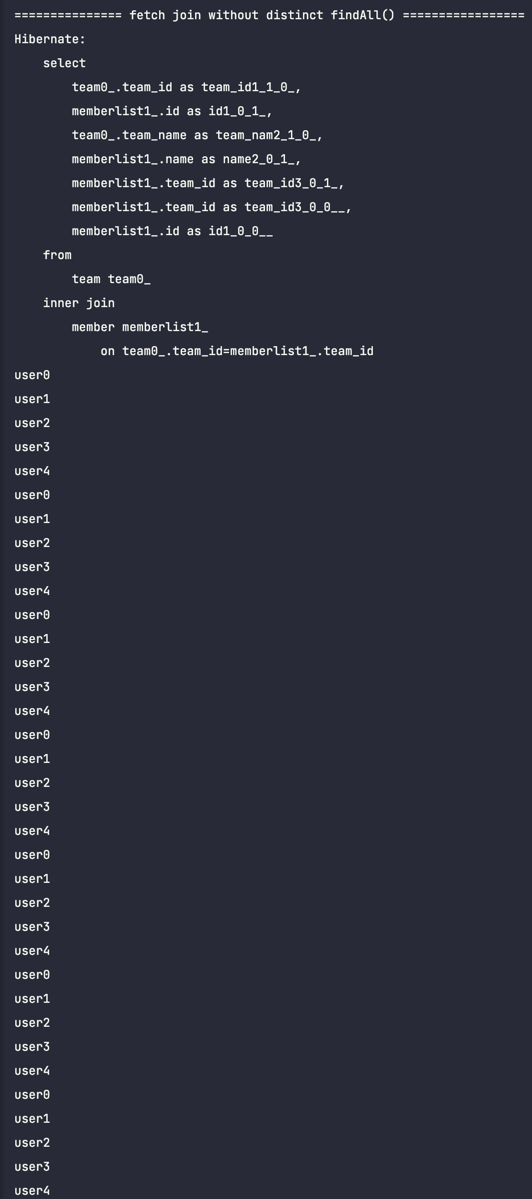 =============== fetch join without distinct findAll() =================
Hibernate:
    select
        team0_.team_id as team_id1_1_0_,
        memberlist1_.id as id1_0_1_,
        team0_.team_name as team_nam2_1_0_,
        memberlist1_.name as name2_0_1_,
        memberlist1_.team_id as team_id3_0_1_,
        memberlist1_.team_id as team_id3_0_0__,
        memberlist1_.id as id1_0_0__
    from
        team team0_
    inner join
        member memberlist1_
            on team0_.team_id=memberlist1_.team_id
user0
user1
user2
user3
user4
user0
user1
user2
user3
user4
user0
user1
user2
user3
user4
user0
user1
user2
user3
user4
user0
user1
user2
user3
user4
user0
user1
user2
user3
user4
user0
user1
user2
user3
user4